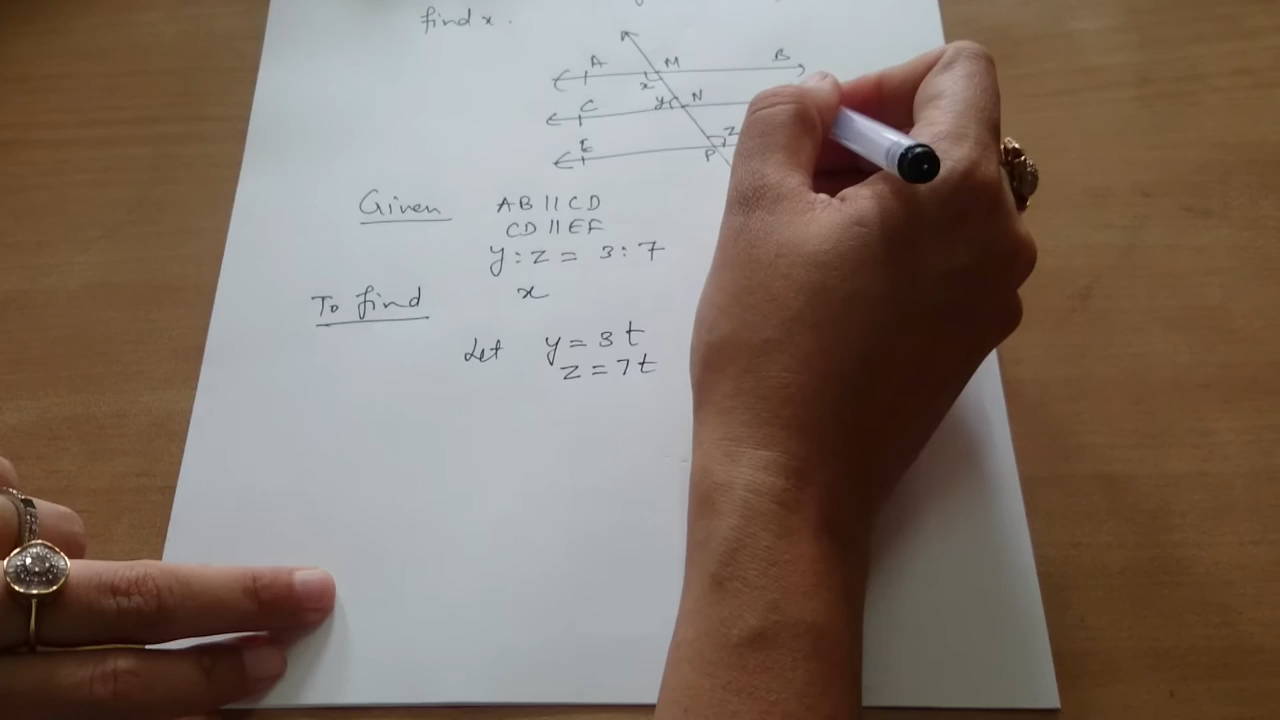 find x.
A M B
x
y N
C
E
P Z
Given AB || CD
CD || EF
y : z = 3 : 7
To find x
Let y = 3t
z = 7t